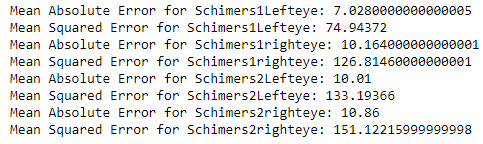 Mean Absolute Error for Schimers1Lefteye: 7.0280000000000005
Mean Squared Error for Schimers1Lefteye: 74.94372
Mean Absolute Error for Schimers1righteye: 10.164000000000001
Mean Squared Error for Schimers1righteye: 126.81460000000001
Mean Absolute Error for Schimers2Lefteye: 10.01
Mean Squared Error for Schimers2Lefteye: 133.19366
Mean Absolute Error for Schimers2righteye: 10.86
Mean Squared Error for Schimers2righteye: 151.12215999999998